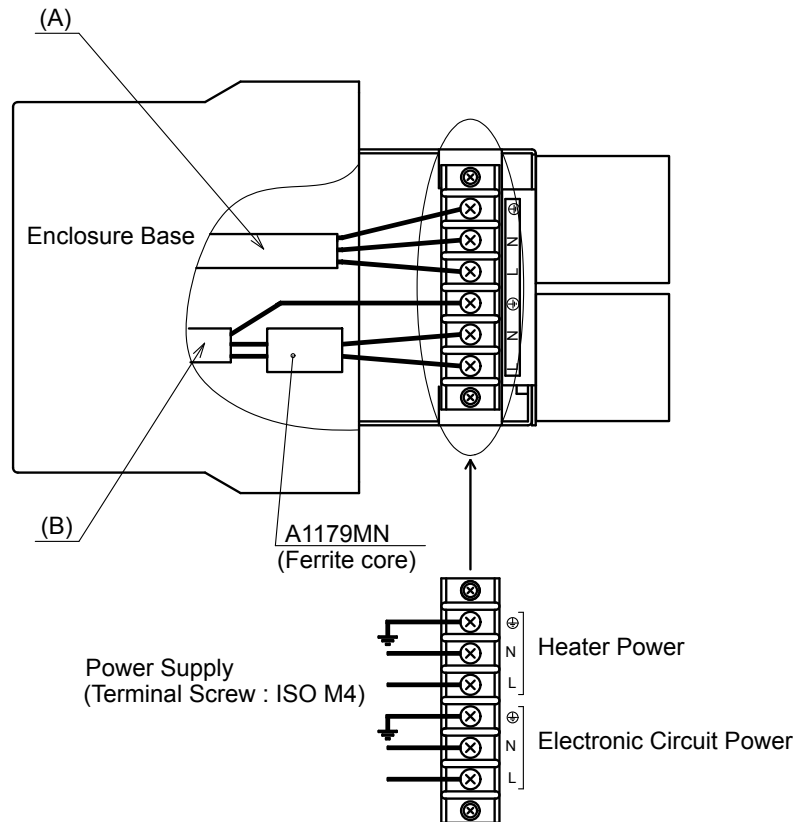 (A)
Enclosure Base
N
L
N
L
(B)
A1179MN
(Ferrite core)
Power Supply
(Terminal Screw : ISO M4)
N
L
Heater Power
N
L
Electronic Circuit Power